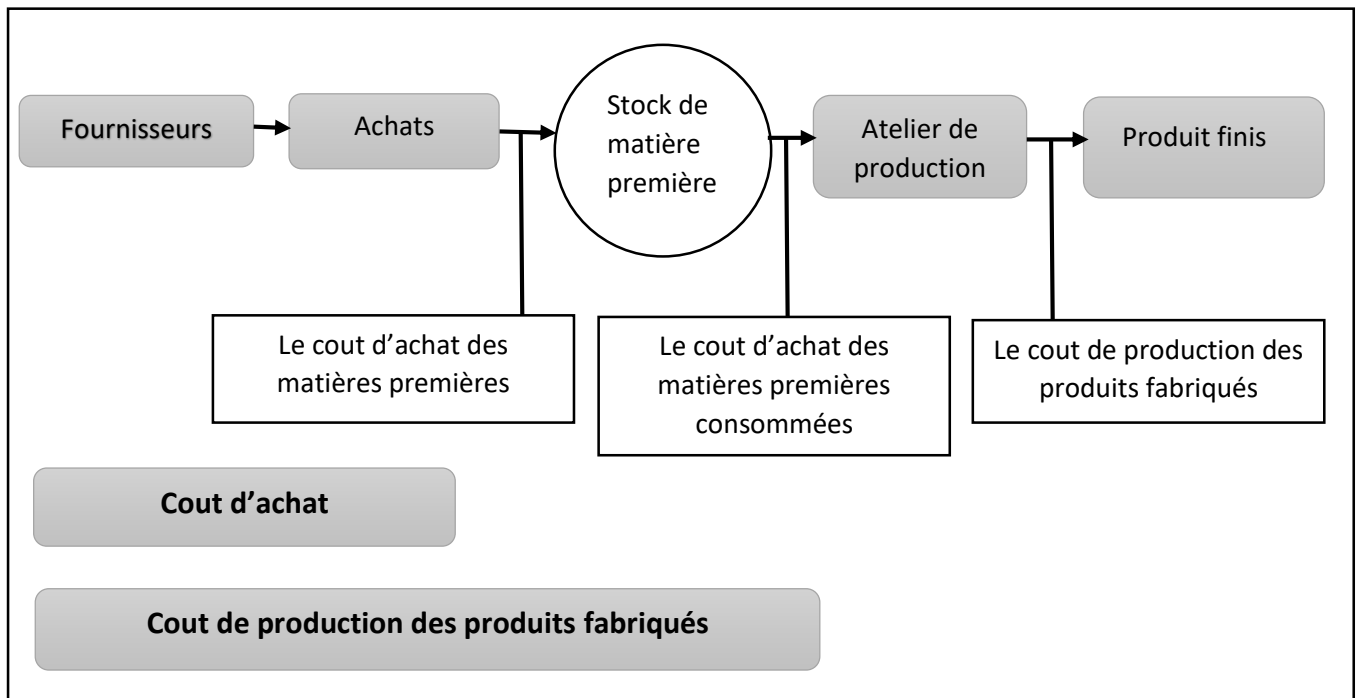 Fournisseurs
Achats
Stock de
matière
première
Atelier de
production
Produit finis
Le cout d’achat des
matières premières
Le cout d’achat des
matières premières
consommées
Le cout de production des
produits fabriqués
Cout d’achat
Cout de production des produits fabriqués